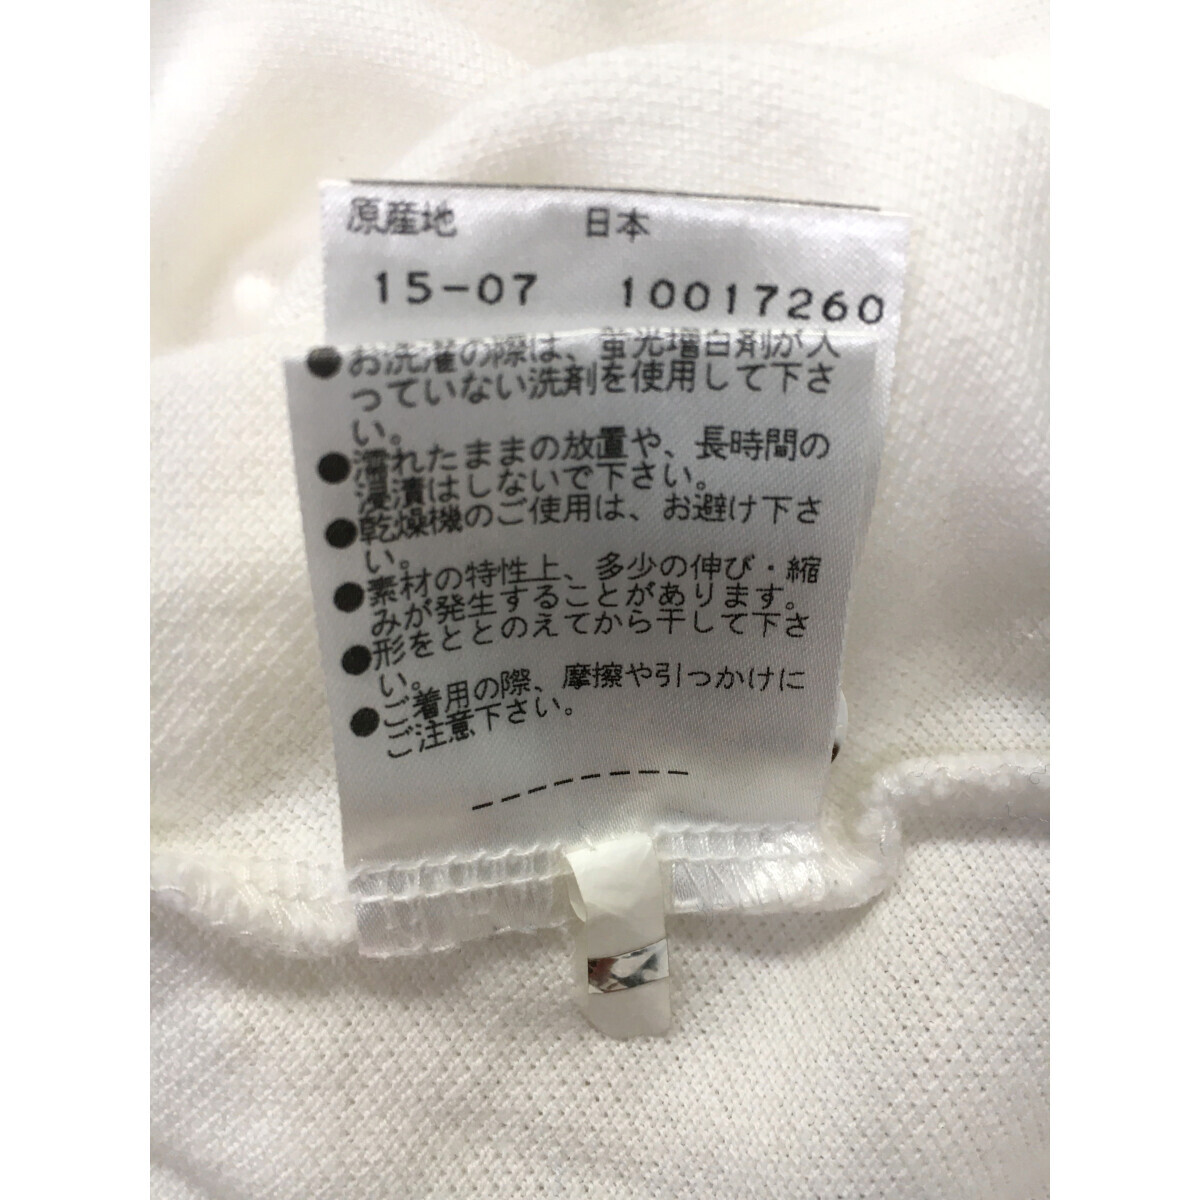 原産地 日本
15-07 10017260
●お洗濯の際は、蛍光増白剤が入
っていない洗剤を使用して下さ
い。
●濡れたままの放置や、長時間の
浸漬はしないで下さい。
●乾燥機のご使用は、お避け下さ
い。
●素材の特性上、多少の伸び・縮
みが発生することがあります。
●形をととのえてから干して下さ
い。
●ご着用の際、摩擦や引っかけに
ご注意下さい。
--------